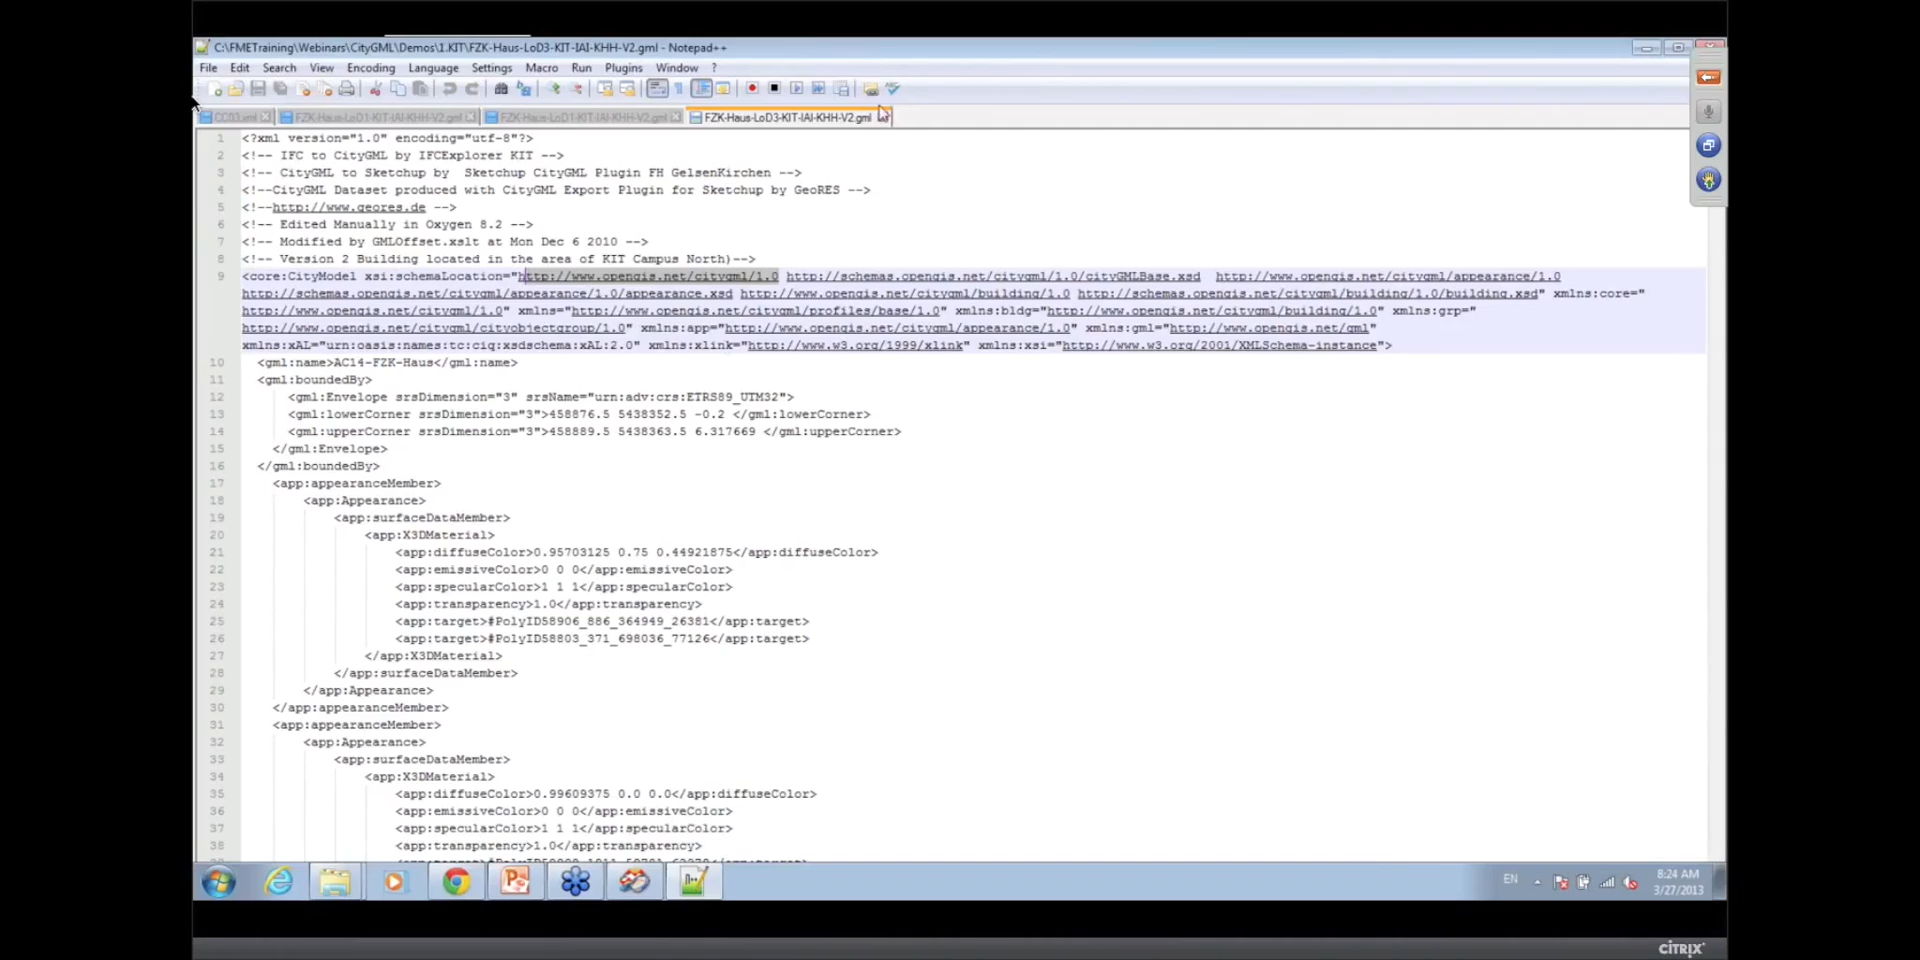 C:\FMETraining\Webinars\CityGML\Demos\1.KIT\FZK-Haus-LoD3-KIT-IAI-KHH-V2.gml - Notepad++
File Edit Search View Encoding Language Settings Macro Run Plugins Window ?
FZK-Haus-LoD1-KIT-IAI-KHH-V2.gml FZK-Haus-LoD1-KIT-IAI-KHH-V2.gml FZK-Haus-LoD3-KIT-IAI-KHH-V2.gml
1 <?xml version="1.0" encoding="utf-8"?>
2 <!-- IFC to CityGML by IFCExplorer KIT -->
3 <!-- CityGML to Sketchup by  Sketchup CityGML Plugin FH GelsenKirchen -->
4 <!--CityGML Dataset produced with CityGML Export Plugin for Sketchup by GeoRES -->
5 <!--http://www.geores.de -->
6 <!-- Edited Manually in Oxygen 8.2 -->
7 <!-- Modified by GMLOffset.xslt at Mon Dec 6 2010 -->
8 <!-- Version 2 Building located in the area of KIT Campus North)-->
9 <core:CityModel xsi:schemaLocation="http://www.opengis.net/citygml/1.0 http://schemas.opengis.net/citygml/1.0/cityGMLBase.xsd  http://www.opengis.net/citygml/appearance/1.0
http://schemas.opengis.net/citygml/appearance/1.0/appearance.xsd http://www.opengis.net/citygml/building/1.0 http://schemas.opengis.net/citygml/building/1.0/building.xsd" xmlns:core="
http://www.opengis.net/citygml/1.0" xmlns="http://www.opengis.net/citygml/profiles/base/1.0" xmlns:bldg="http://www.opengis.net/citygml/building/1.0" xmlns:grp="
http://www.opengis.net/citygml/cityobjectgroup/1.0" xmlns:app="http://www.opengis.net/citygml/appearance/1.0" xmlns:gml="http://www.opengis.net/gml"
xmlns:xAL="urn:oasis:names:tc:ciq:xsdschema:xAL:2.0" xmlns:xlink="http://www.w3.org/1999/xlink" xmlns:xsi="http://www.w3.org/2001/XMLSchema-instance">
10 <gml:name>AC14-FZK-Haus</gml:name>
11 <gml:boundedBy>
12 <gml:Envelope srsDimension="3" srsName="urn:adv:crs:ETRS89_UTM32">
13 <gml:lowerCorner srsDimension="3">458876.5 5438352.5 -0.2 </gml:lowerCorner>
14 <gml:upperCorner srsDimension="3">458889.5 5438363.5 6.317669 </gml:upperCorner>
15 </gml:Envelope>
16 </gml:boundedBy>
17 <app:appearanceMember>
18 <app:Appearance>
19 <app:surfaceDataMember>
20 <app:X3DMaterial>
21 <app:diffuseColor>0.95703125 0.75 0.44921875</app:diffuseColor>
22 <app:emissiveColor>0 0 0</app:emissiveColor>
23 <app:specularColor>1 1 1</app:specularColor>
24 <app:transparency>1.0</app:transparency>
25 <app:target>#PolyID58906_886_364949_26381</app:target>
26 <app:target>#PolyID58803_371_698036_77126</app:target>
27 </app:X3DMaterial>
28 </app:surfaceDataMember>
29 </app:Appearance>
30 </app:appearanceMember>
31 <app:appearanceMember>
32 <app:Appearance>
33 <app:surfaceDataMember>
34 <app:X3DMaterial>
35 <app:diffuseColor>0.99609375 0.0 0.0</app:diffuseColor>
36 <app:emissiveColor>0 0 0</app:emissiveColor>
37 <app:specularColor>1 1 1</app:specularColor>
38 <app:transparency>1.0</app:transparency>
EN 8:24 AM
3/27/2013
CITRIX